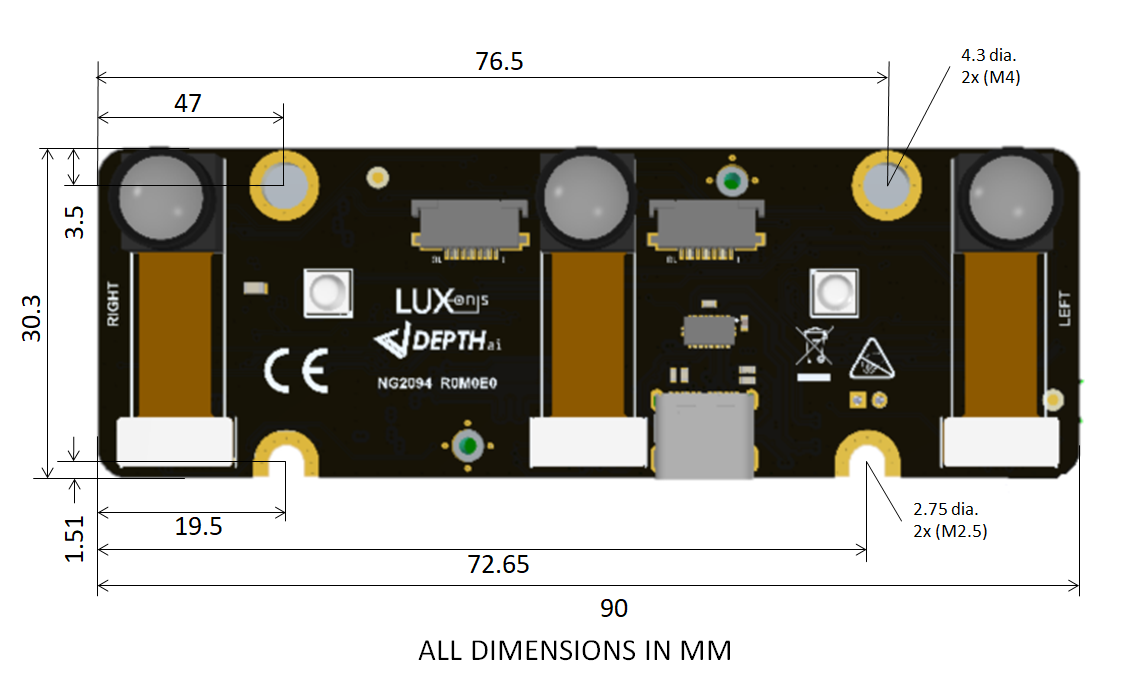 76.5
4.3 dia.
2x (M4)
47
3.5
30.3
RIGHT
LEFT
LUXonis
DEPTHai
NG2094 R0M0E0
CE
1.51
19.5
2.75 dia.
2x (M2.5)
72.65
90
ALL DIMENSIONS IN MM